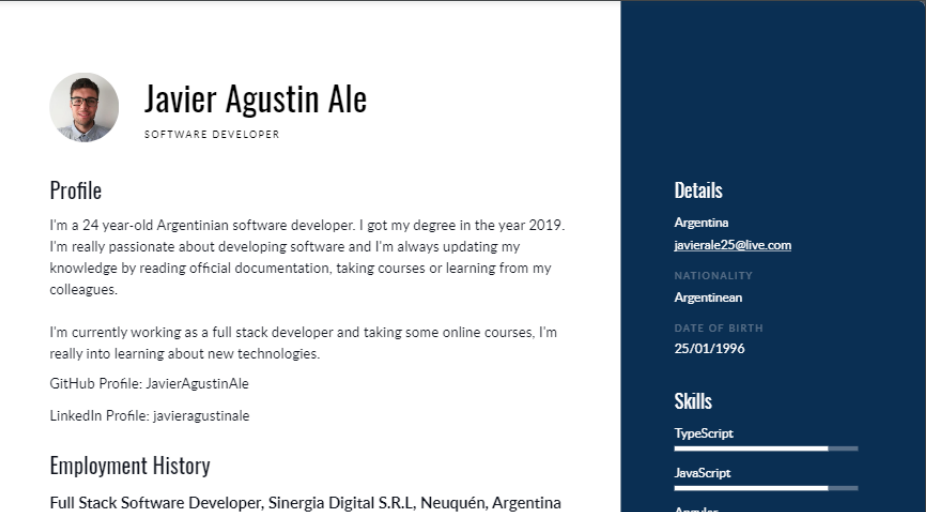 Javier Agustin Ale
SOFTWARE DEVELOPER
Profile
I'm a 24 year-old Argentinian software developer. I got my degree in the year 2019.
I'm really passionate about developing software and I'm always updating my
knowledge by reading official documentation, taking courses or learning from my
colleagues.
I'm currently working as a full stack developer and taking some online courses, I'm
really into learning about new technologies.
GitHub Profile: JavierAgustinAle
LinkedIn Profile: javieragustinale
Employment History
Full Stack Software Developer, Sinergia Digital S.R.L, Neuquén, Argentina
Details
Argentina
javierale25@live.com
NATIONALITY
Argentinean
DATE OF BIRTH
25/01/1996
Skills
TypeScript
JavaScript
Angular